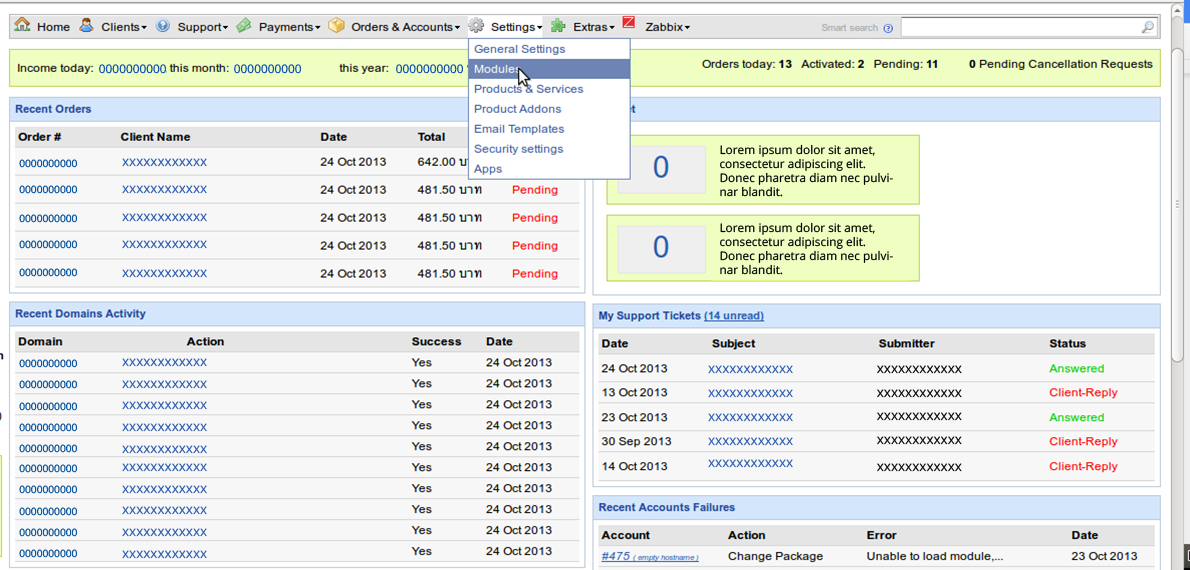 Home Clients Support Payments Orders & Accounts Settings Extras Z Zabbix Smart search ?
General Settings
Modules
Products & Services
Product Addons
Email Templates
Security settings
Apps
Income today: 0000000000 this month: 0000000000 this year: 0000000000
Orders today: 13 Activated: 2 Pending: 11 0 Pending Cancellation Requests
Recent Orders
Order # Client Name Date Total
0000000000 XXXXXXXXXXXX 24 Oct 2013 642.00
0000000000 XXXXXXXXXXXX 24 Oct 2013 481.50 บาท Pending
0000000000 XXXXXXXXXXXX 24 Oct 2013 481.50 บาท Pending
0000000000 XXXXXXXXXXXX 24 Oct 2013 481.50 บาท Pending
0000000000 XXXXXXXXXXXX 24 Oct 2013 481.50 บาท Pending
0
Lorem ipsum dolor sit amet,
consectetur adipiscing elit.
Donec pharetra diam nec pulvi-
nar blandit.
0
Lorem ipsum dolor sit amet,
consectetur adipiscing elit.
Donec pharetra diam nec pulvi-
nar blandit.
Recent Domains Activity
Domain Action Success Date
0000000000 XXXXXXXXXXXX Yes 24 Oct 2013
0000000000 XXXXXXXXXXXX Yes 24 Oct 2013
0000000000 XXXXXXXXXXXX Yes 24 Oct 2013
0000000000 XXXXXXXXXXXX Yes 24 Oct 2013
0000000000 XXXXXXXXXXXX Yes 24 Oct 2013
0000000000 XXXXXXXXXXXX Yes 24 Oct 2013
0000000000 XXXXXXXXXXXX Yes 24 Oct 2013
0000000000 XXXXXXXXXXXX Yes 24 Oct 2013
0000000000 XXXXXXXXXXXX Yes 24 Oct 2013
0000000000 XXXXXXXXXXXX Yes 24 Oct 2013
My Support Tickets (14 unread)
Date Subject Submitter Status
24 Oct 2013 XXXXXXXXXXXX XXXXXXXXXXXX Answered
13 Oct 2013 XXXXXXXXXXXX XXXXXXXXXXXX Client-Reply
23 Oct 2013 XXXXXXXXXXXX XXXXXXXXXXXX Answered
30 Sep 2013 XXXXXXXXXXXX XXXXXXXXXXXX Client-Reply
14 Oct 2013 XXXXXXXXXXXX XXXXXXXXXXXX Client-Reply
Recent Accounts Failures
Account Action Error Date
#475 ( empty hostname ) Change Package Unable to load module,... 23 Oct 2013